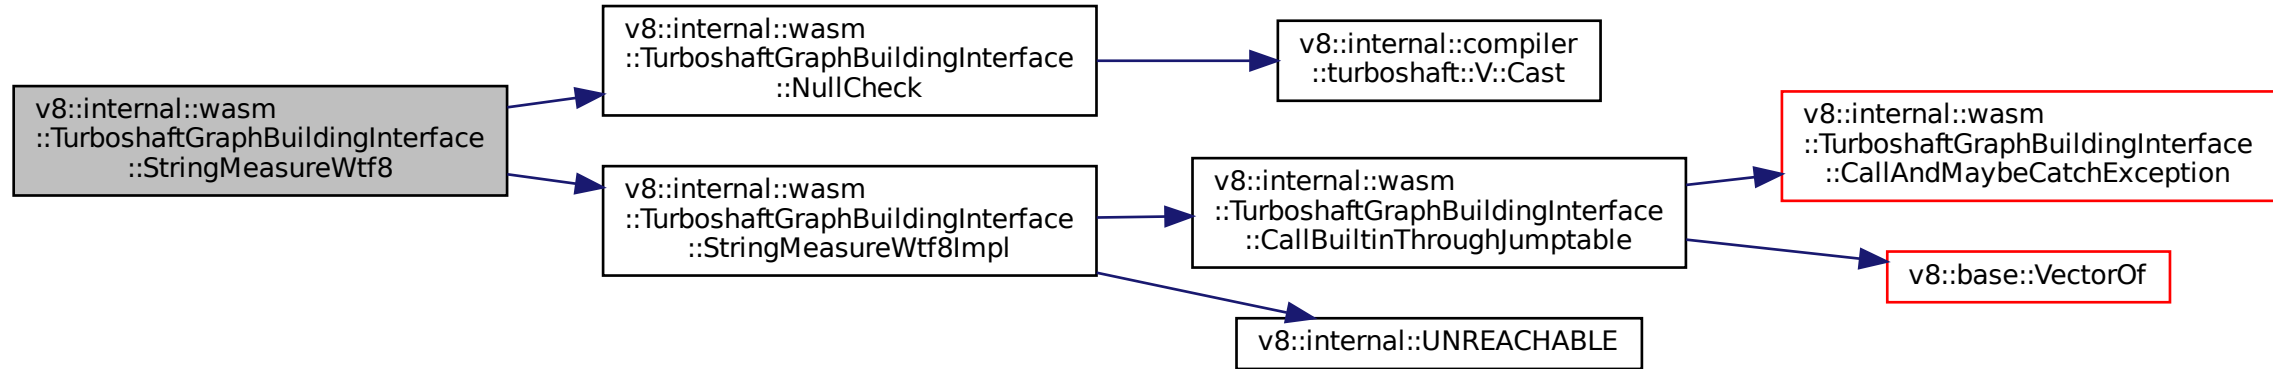 v8::internal::wasm
::TurboshaftGraphBuildingInterface
::StringMeasureWtf8
v8::internal::wasm
::TurboshaftGraphBuildingInterface
::NullCheck
v8::internal::compiler
::turboshaft::V::Cast
v8::internal::wasm
::TurboshaftGraphBuildingInterface
::StringMeasureWtf8Impl
v8::internal::wasm
::TurboshaftGraphBuildingInterface
::CallBuiltinThroughJumptable
v8::internal::wasm
::TurboshaftGraphBuildingInterface
::CallAndMaybeCatchException
v8::base::VectorOf
v8::internal::UNREACHABLE